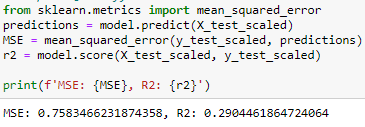 from sklearn.metrics import mean_squared_error
predictions = model.predict(X_test_scaled)
MSE = mean_squared_error(y_test_scaled, predictions)
r2 = model.score(X_test_scaled, y_test_scaled)
print(f'MSE: {MSE}, R2: {r2}')
MSE: 0.7583466231874358, R2: 0.2904461864724064